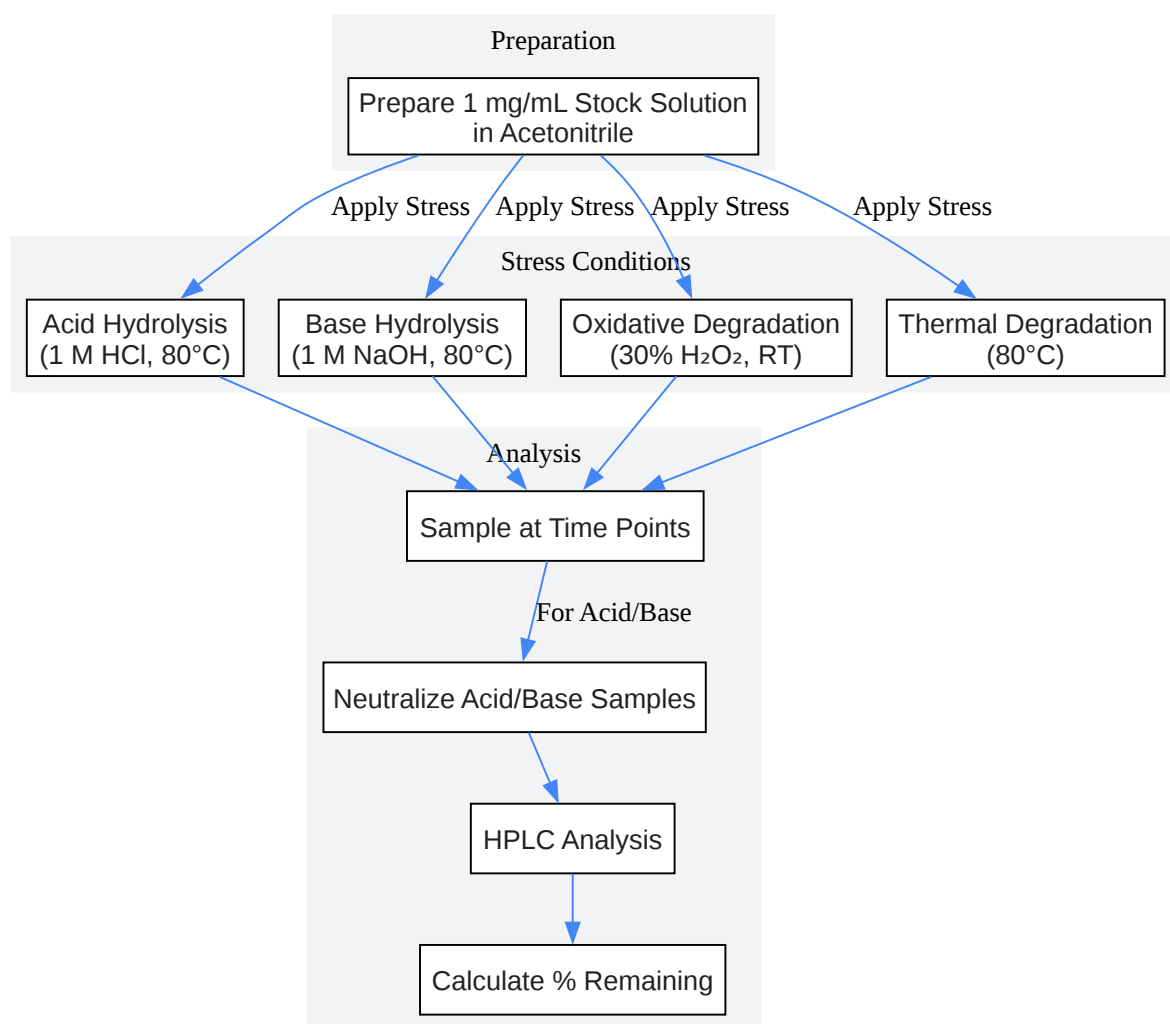 Preparation
Prepare 1 mg/mL Stock Solution
in Acetonitrile
Apply Stress
Apply Stress
Apply Stress
Apply Stress
Stress Conditions
Acid Hydrolysis
(1 M HCl, 80°C)
Base Hydrolysis
(1 M NaOH, 80°C)
Oxidative Degradation
(30% H₂O₂, RT)
Thermal Degradation
(80°C)
Analysis
Sample at Time Points
For Acid/Base
Neutralize Acid/Base Samples
HPLC Analysis
Calculate % Remaining